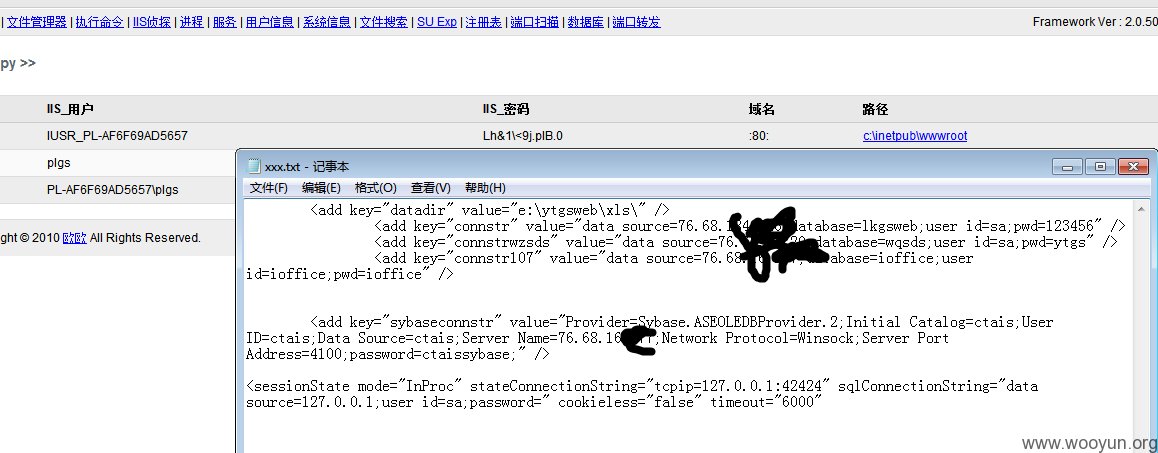 | 文件管理器 | 执行命令 | IIS侦探 | 进程 | 服务 | 用户信息 | 系统信息 | 文件搜索 | SU Exp | 注册表 | 端口扫描 | 数据库 | 端口转发 Framework Ver : 2.0.50
py >>
IIS_用户 IIS_密码 域名 路径
IUSR_PL-AF6F69AD5657 Lh&1\<9j.plB.0 :80: c:\inetpub\wwwroot
plgs
PL-AF6F69AD5657\plgs
ght © 2010 欧欧 All Rights Reserved.
xxx.txt - 记事本
文件(F) 编辑(E) 格式(O) 查看(V) 帮助(H)
<add key="datadir" value="e:\ytgsweb\xls\" />
<add key="connstr" value="data source=76.68. database=lkgsweb;user id=sa;pwd=123456" />
<add key="connstrwzsds" value="data source=76. database=wqsds;user id=sa;pwd=ytgs" />
<add key="connstr107" value="data source=76.68. database=ioffice;user
id=ioffice;pwd=ioffice" />
<add key="sybaseconnstr" value="Provider=Sybase.ASEOLEDBProvider.2;Initial Catalog=ctais;User
ID=ctais;Data Source=ctais;Server Name=76.68.16 ;Network Protocol=Winsock;Server Port
Address=4100;password=ctaissybase;" />
<sessionState mode="InProc" stateConnectionString="tcpip=127.0.0.1:42424" sqlConnectionString="data
source=127.0.0.1;user id=sa;password=" cookieless="false" timeout="6000"
www.wooyun.org